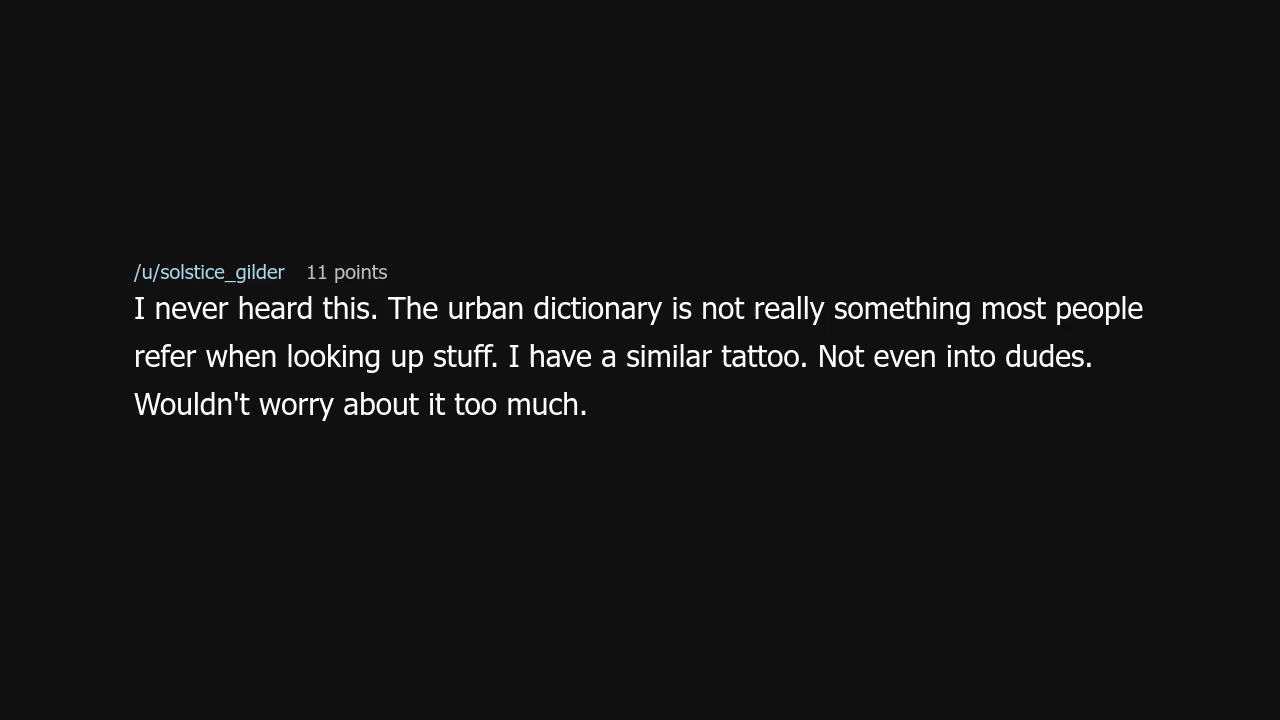 /u/solstice_gilder 11 points
I never heard this. The urban dictionary is not really something most people
refer when looking up stuff. I have a similar tattoo. Not even into dudes.
Wouldn't worry about it too much.